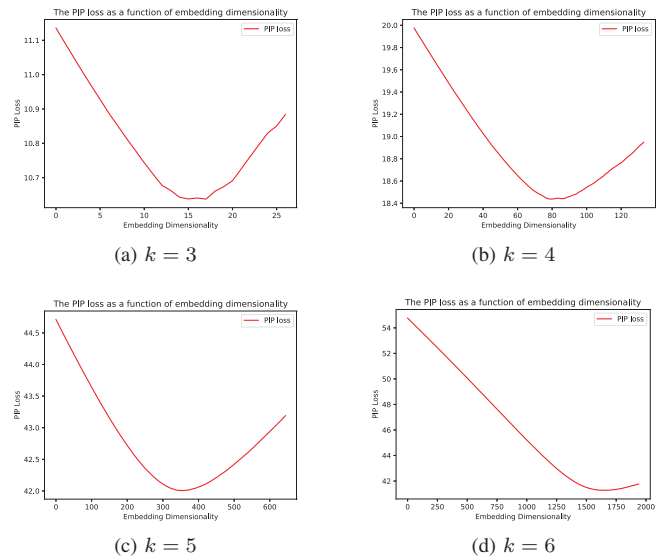 The PIP loss as a function of embedding dimensionality
PIP loss
11.1
11.0
10.9
10.8
10.7
PIP Loss
0 5 10 15 20 25
Embedding Dimensionality
(a) k = 3
The PIP loss as a function of embedding dimensionality
PIP loss
20.0
19.8
19.6
19.4
19.2
19.0
18.8
18.6
18.4
PIP Loss
0 20 40 60 80 100 120
Embedding Dimensionality
(b) k = 4
The PIP loss as a function of embedding dimensionality
PIP loss
44.5
44.0
43.5
43.0
42.5
42.0
PIP Loss
0 100 200 300 400 500 600
Embedding Dimensionality
(c) k = 5
The PIP loss as a function of embedding dimensionality
PIP loss
54
52
50
48
46
44
42
PIP Loss
0 250 500 750 1000 1250 1500 1750 2000
Embedding Dimensionality
(d) k = 6